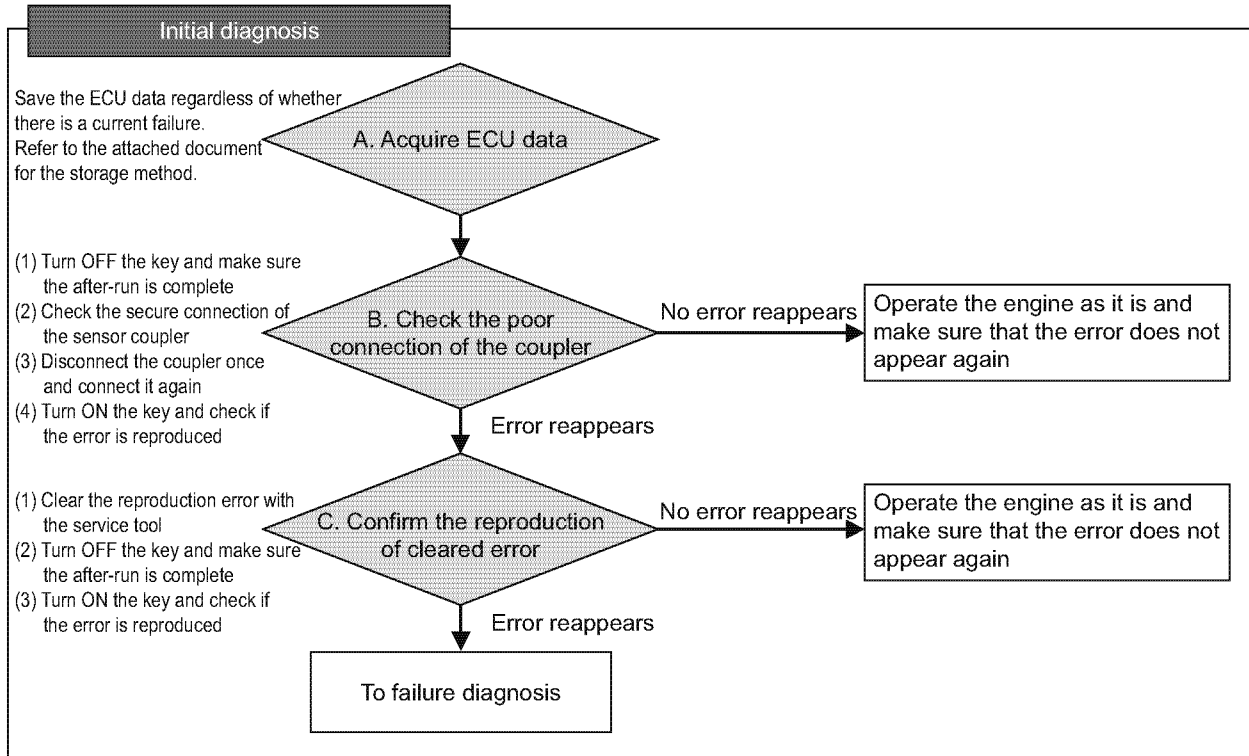 Initial diagnosis
Save the ECU data regardless of whether
there is a current failure.
Refer to the attached document
for the storage method.
A. Acquire ECU data
(1) Turn OFF the key and make sure
the after-run is complete
(2) Check the secure connection of
the sensor coupler
(3) Disconnect the coupler once
and connect it again
(4) Turn ON the key and check if
the error is reproduced
B. Check the poor
connection of the coupler
No error reappears
Operate the engine as it is and
make sure that the error does not
appear again
Error reappears
(1) Clear the reproduction error with
the service tool
(2) Turn OFF the key and make sure
the after-run is complete
(3) Turn ON the key and check if
the error is reproduced
C. Confirm the reproduction
of cleared error
No error reappears
Operate the engine as it is and
make sure that the error does not
appear again
Error reappears
To failure diagnosis